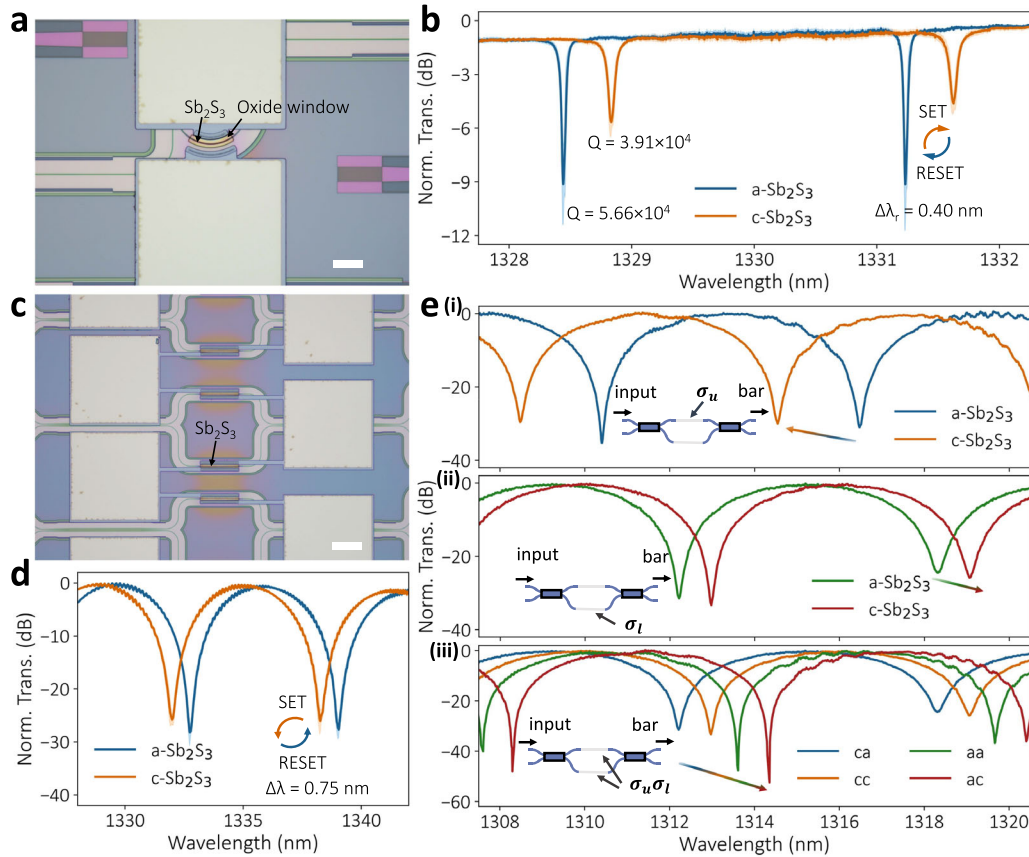 a
Sb₂S₃
Oxide window
b
Norm. Trans. (dB)
0
−3
−6
−9
−12
Q = 3.91×10⁴
Q = 5.66×10⁴
a-Sb₂S₃
c-Sb₂S₃
SET
RESET
Δλᵣ = 0.40 nm
1328
1329
1330
1331
1332
Wavelength (nm)
c
Sb₂S₃
d
Norm. Trans. (dB)
0
−10
−20
−30
−40
a-Sb₂S₃
c-Sb₂S₃
SET
RESET
Δλ = 0.75 nm
1330
1335
1340
Wavelength (nm)
e
(i)
Norm. Trans. (dB)
0
−20
−40
input
σᵤ
bar
a-Sb₂S₃
c-Sb₂S₃
(ii)
0
−20
−40
input
bar
σₗ
a-Sb₂S₃
c-Sb₂S₃
(iii)
0
−20
−40
−60
input
bar
σᵤσₗ
ca
aa
cc
ac
1308
1310
1312
1314
1316
1318
1320
Wavelength (nm)